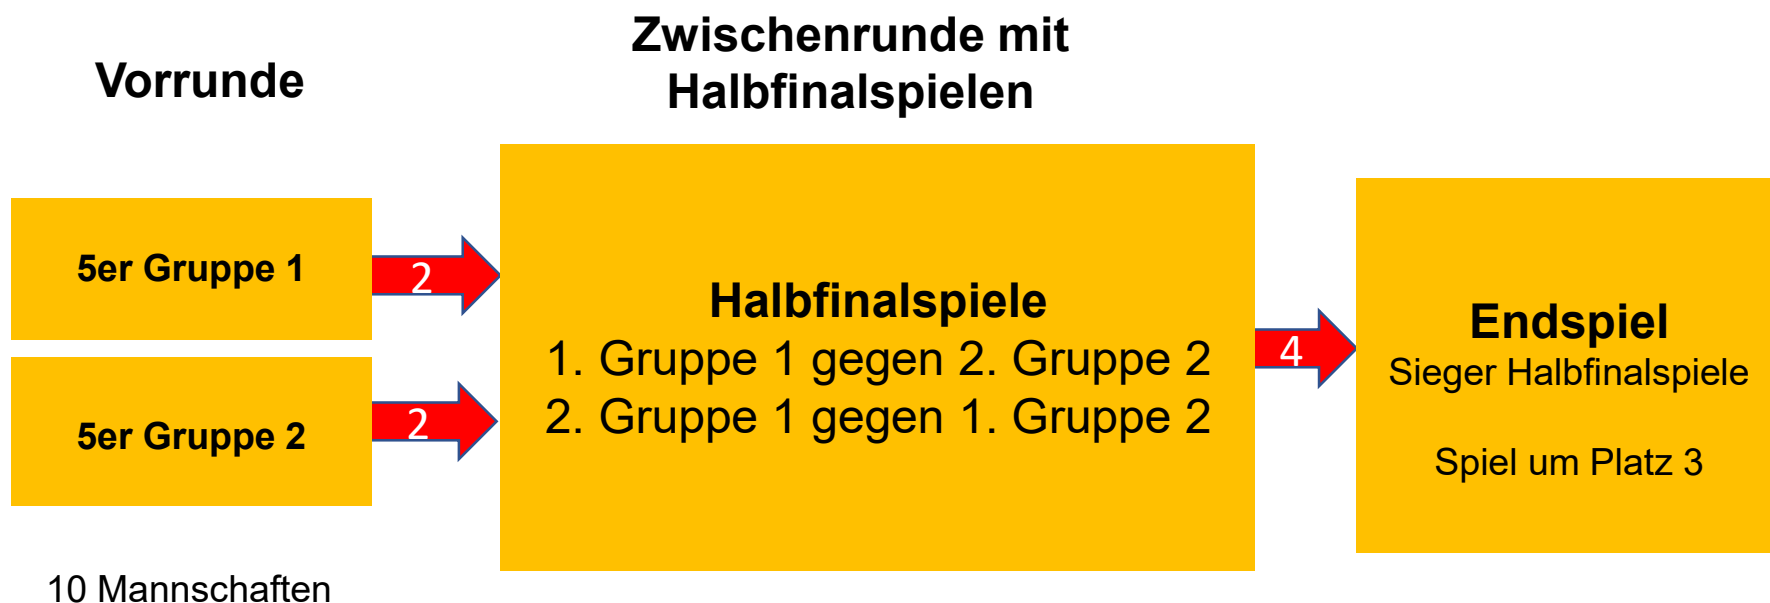 Vorrunde
Zwischenrunde mit
Halbfinalspielen
5er Gruppe 1
2
5er Gruppe 2
2
10 Mannschaften
Halbfinalspiele
1. Gruppe 1 gegen 2. Gruppe 2
2. Gruppe 1 gegen 1. Gruppe 2
4
Endspiel
Sieger Halbfinalspiele
Spiel um Platz 3